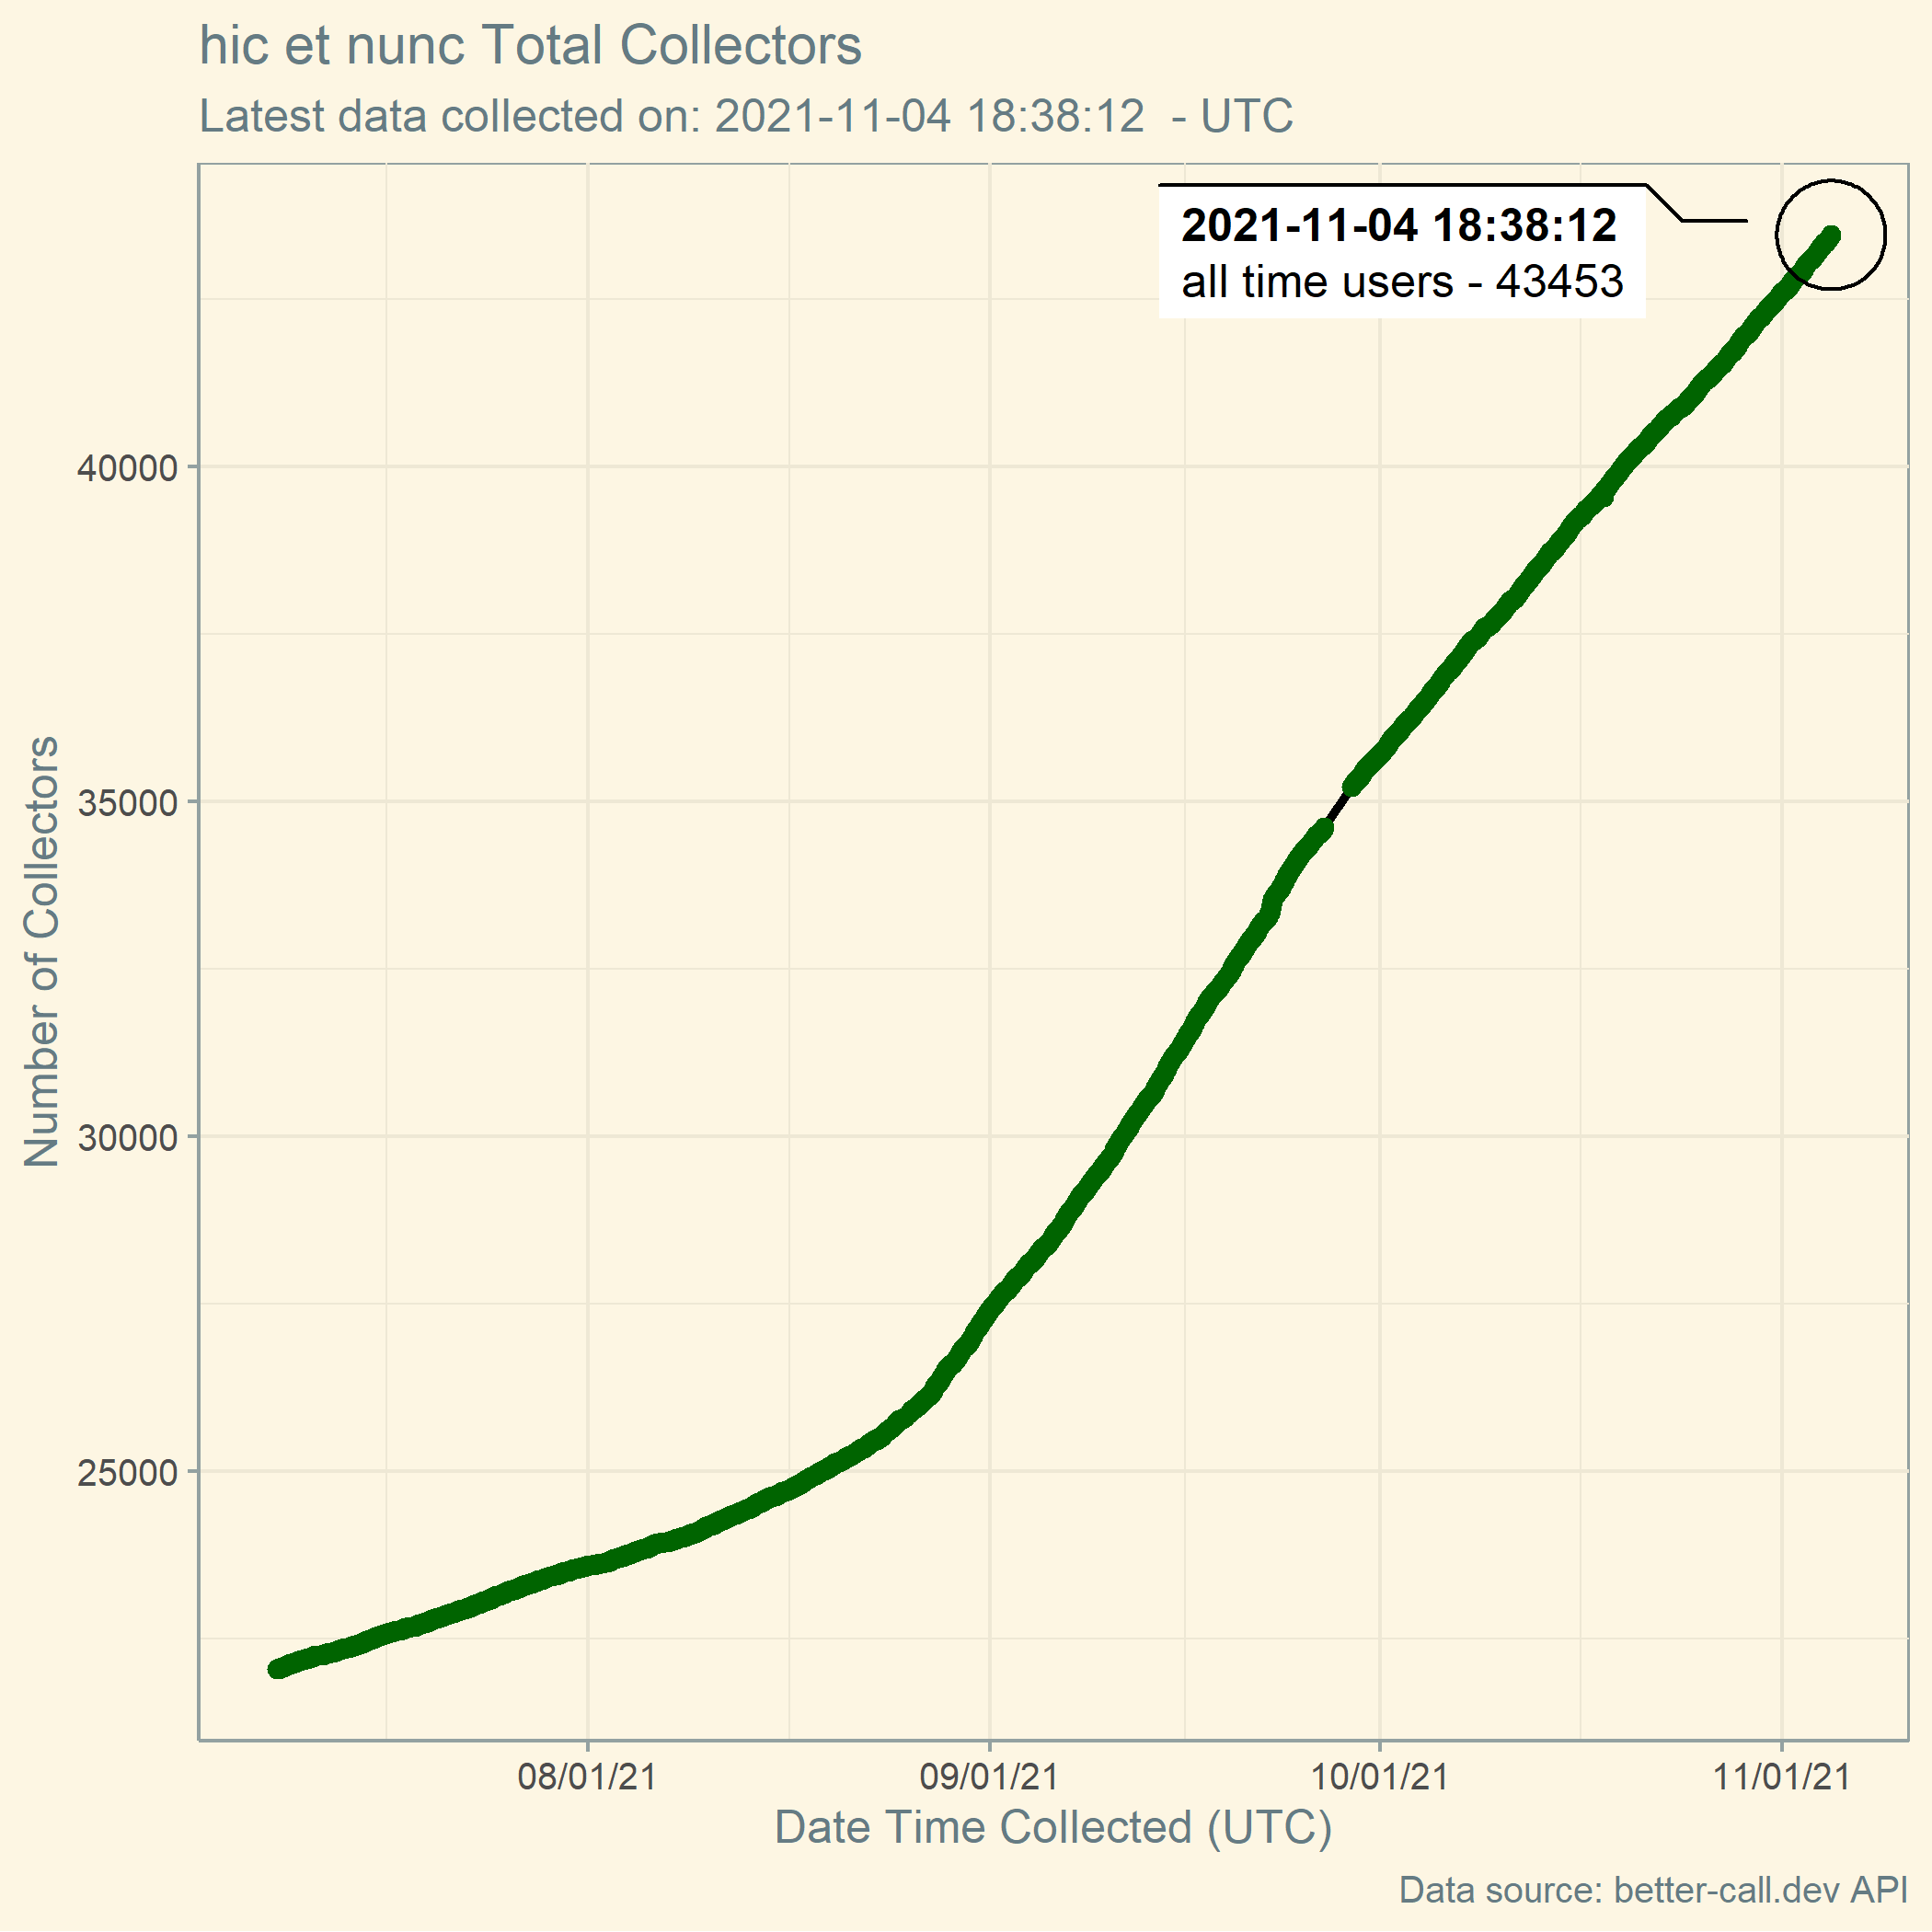 hic et nunc Total Collectors
Latest data collected on: 2021-11-04 18:38:12  - UTC
2021-11-04 18:38:12
all time users - 43453
Number of Collectors
40000
35000
30000
25000
08/01/21
09/01/21
10/01/21
11/01/21
Date Time Collected (UTC)
Data source: better-call.dev API